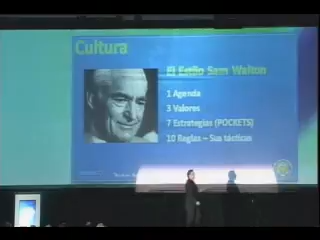 Cultura
El Estilo Sam Walton
1 Agenda
3 Valores
7 Estrategias (POCKETS)
10 Reglas – Sus tácticas